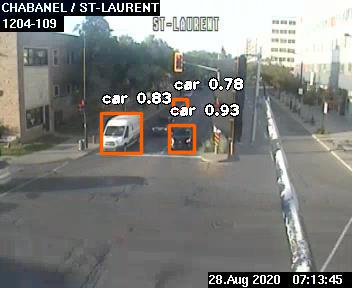 CHABANEL / ST-LAURENT
1204-109
ST-LAURENT
car 0.78
car 0.83
car 0.93
28.Aug 2020 07:13:45